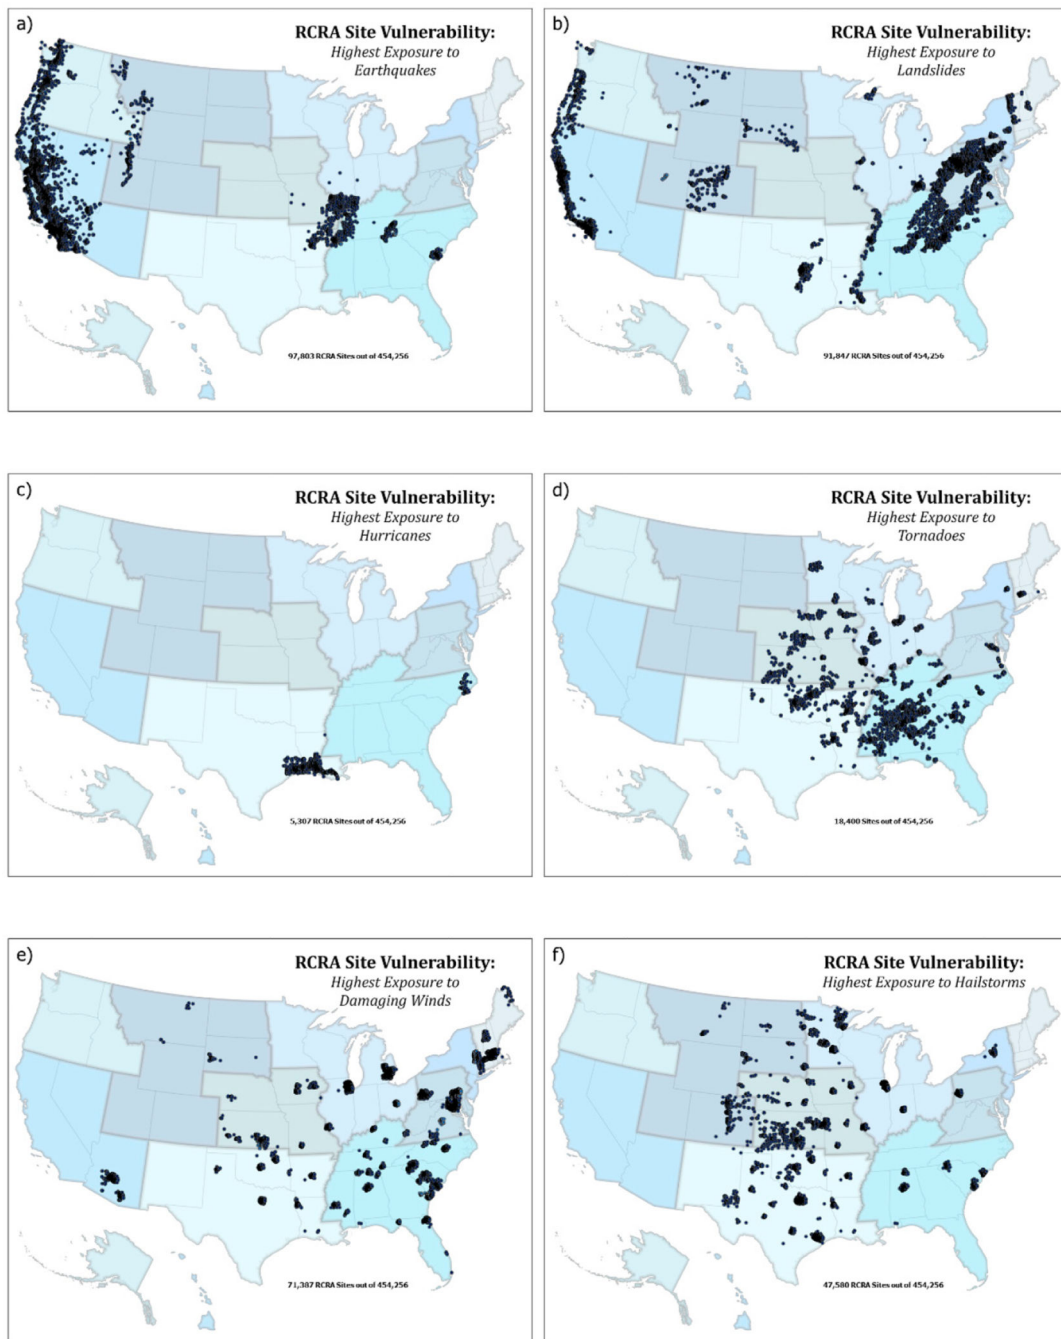 a)
RCRA Site Vulnerability:
Highest Exposure to
Earthquakes
97,803 RCRA Sites out of 454,256
b)
RCRA Site Vulnerability:
Highest Exposure to
Landslides
91,847 RCRA Sites out of 454,256
c)
RCRA Site Vulnerability:
Highest Exposure to
Hurricanes
5,307 RCRA Sites out of 454,256
d)
RCRA Site Vulnerability:
Highest Exposure to
Tornadoes
18,400 Sites out of 454,256
e)
RCRA Site Vulnerability:
Highest Exposure to
Damaging Winds
71,387 RCRA Sites out of 454,256
f)
RCRA Site Vulnerability:
Highest Exposure to Hailstorms
47,580 RCRA Sites out of 454,256